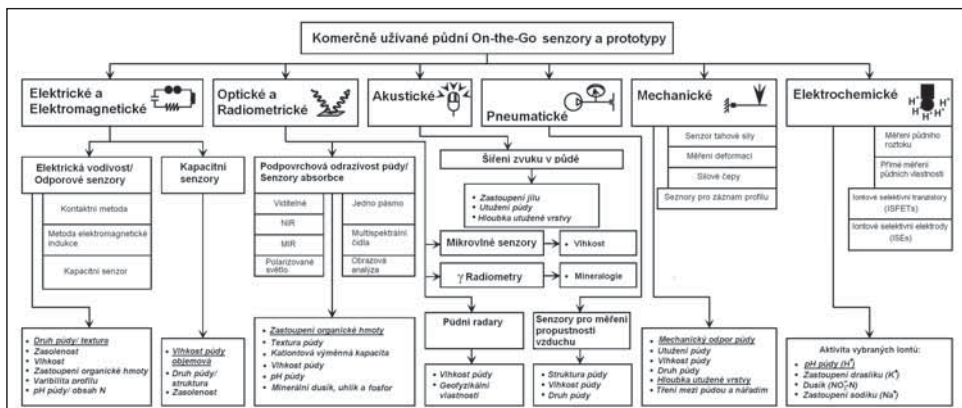 Komerčně užívané půdní On-the-Go senzory a prototypy
Elektrické a
Elektromagnetické
Optické a
Radiometrické
Akustické
Pneumatické
Mechanické
Elektrochemické
H⁺
H⁺
H⁺
H⁺
H⁺
Elektrická vodivost/
Odporové senzory
Kontaktní metoda
Metoda elektromagnetické
indukce
Kapacitní senzor
Kapacitní
senzory
Podpovrchová odrazivost půdy/
Senzory absorbce
Viditelné
NIR
MIR
Polarizované
světlo
Jedno pásmo
Multispektrální
čidla
Obrazová
analýza
Šíření zvuku v půdě
Zastoupení jílu
Utužení půdy
Hloubka utužené vrstvy
Mikrovlné senzory
Vlhkost
γ Radiometry
Mineralogie
Senzor tahové síly
Měření deformací
Silové čepy
Seznory pro záznam profilu
Měření půdního
roztoku
Přímé měření
půdních vlastností
Iontové selektivní tranzistory
(ISFETs)
Iontové selektivní elektrody
(ISEs)
Druh půdy/ textura
Zasolenost
Vlhkost
Zastoupení organické hmoty
Varibilita profilu
pH půdy/ obsah N
Vlhkost půdy
objemová
Druh půdy/
struktura
Zasolenost
Zastoupení organické hmoty
Textura půdy
Kationtová výměnná kapacita
Vlhkost půdy
pH půdy
Minerální dusík, uhlík a fosfor
Půdní radary
Vlhkost půdy
Geofyzikální
vlastnosti
Senzory pro měření
propustnosti
vzduchu
Struktura půdy
Vlhkost půdy
Druh půdy
Mechanický odpor půdy
Utužení půdy
Vlhkost půdy
Druh půdy
Hloubka utužené vrstvy
Tření mezi půdou a nářadím
Aktivita vybraných iontů:
pH půdy (H⁺)
Zastoupení draslíku (K⁺)
Dusík (NO₃⁻-N)
Zastoupení sodíku (Na⁺)